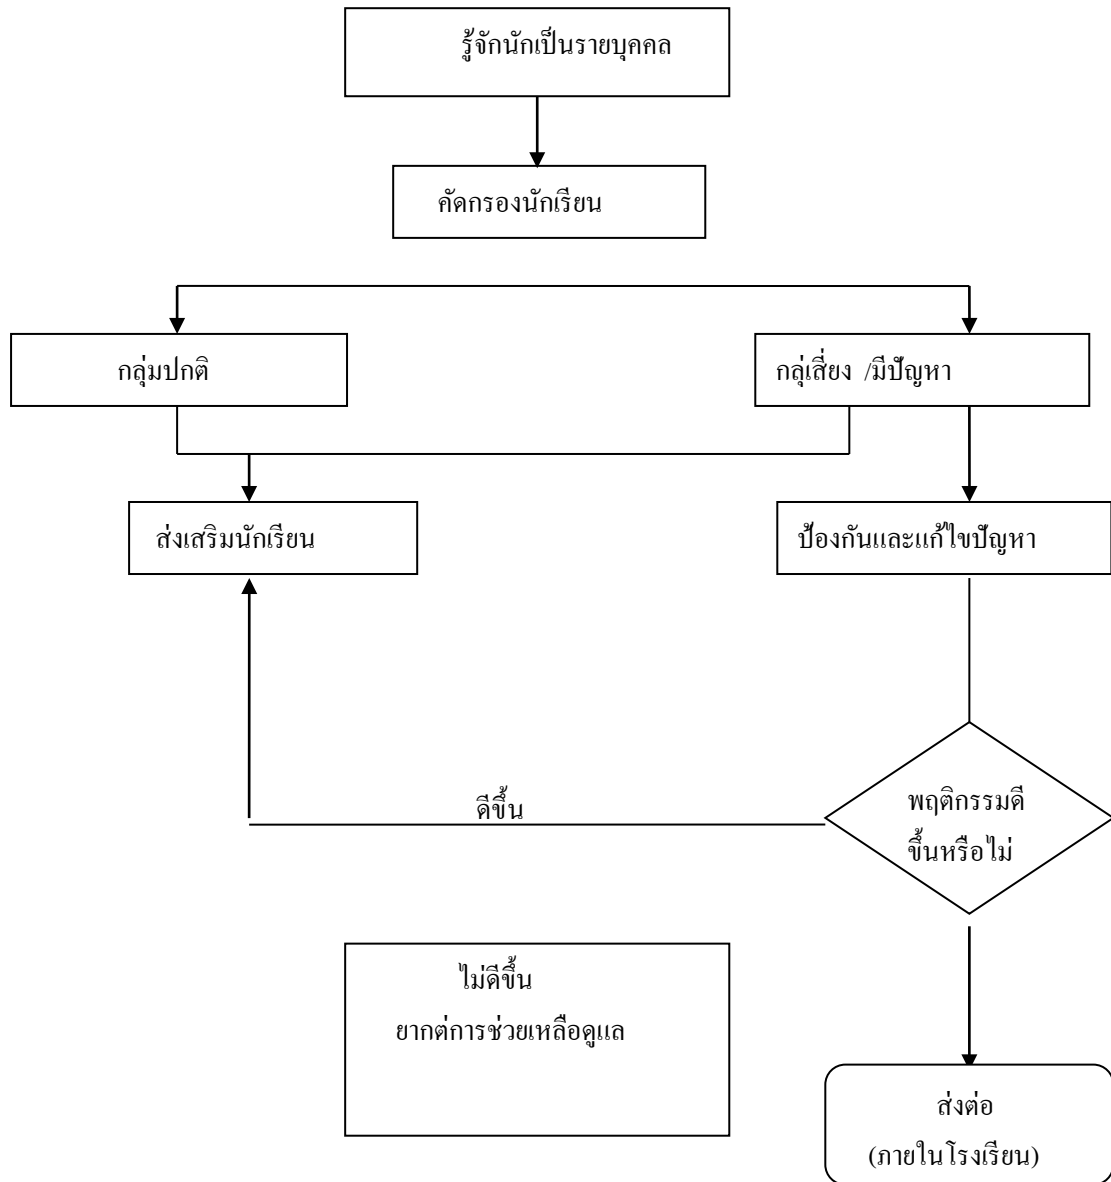 รู้จักนักเป็นรายบุคคล
คัดกรองนักเรียน
กลุ่มปกติ
กลุ่เสี่ยง /มีปัญหา
ส่งเสริมนักเรียน
ป้องกันและแก้ไขปัญหา
ดีขึ้น
พฤติกรรมดี
ขึ้นหรือไม่
ไม่ดีขึ้น
ยากต่การช่วยเหลือดูแล
ส่งต่อ
(ภายในโรงเรียน)